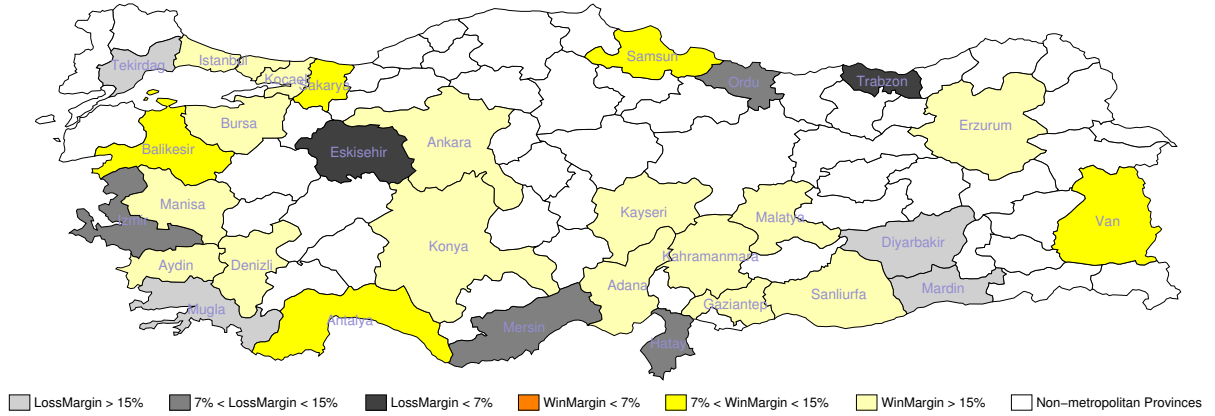 Samsun
Tekirdag
Istanbul
Kocaeli
Sakarya
Ordu
Trabzon
Bursa
Erzurum
Balikesir
Eskisehir
Ankara
Manisa
Izmir
Kayseri
Malatya
Van
Konya
Diyarbakir
Aydin
Denizli
Kahramanmara
Adana
Sanliurfa
Mardin
Mugla
Antalya
Gaziantep
Mersin
Hatay
LossMargin > 15% 7% < LossMargin < 15% LossMargin < 7% WinMargin < 7% 7% < WinMargin < 15% WinMargin > 15% Non−metropolitan Provinces